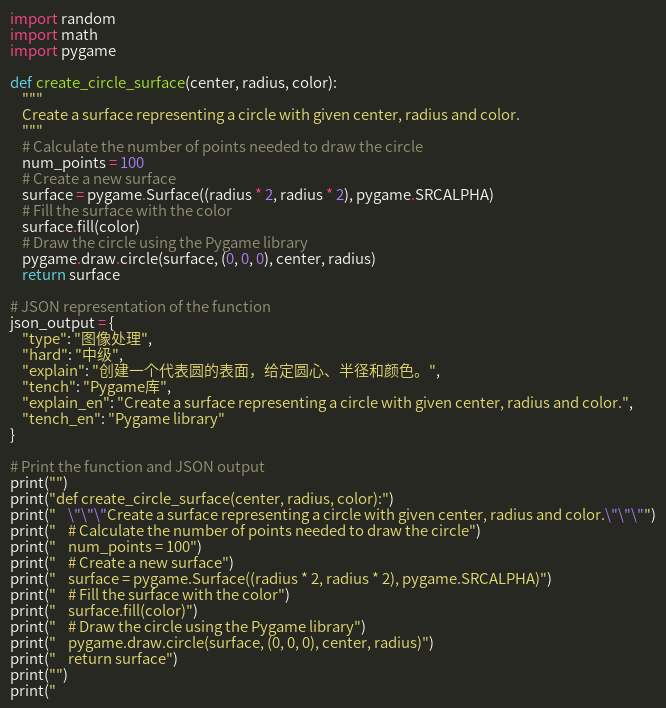 import random
import math
import pygame

def create_circle_surface(center, radius, color):
    """
    Create a surface representing a circle with given center, radius and color.
    """
    # Calculate the number of points needed to draw the circle
    num_points = 100
    # Create a new surface
    surface = pygame.Surface((radius * 2, radius * 2), pygame.SRCALPHA)
    # Fill the surface with the color
    surface.fill(color)
    # Draw the circle using the Pygame library
    pygame.draw.circle(surface, (0, 0, 0), center, radius)
    return surface

# JSON representation of the function
json_output = {
    "type": "图像处理",
    "hard": "中级",
    "explain": "创建一个代表圆的表面，给定圆心、半径和颜色。",
    "tench": "Pygame库",
    "explain_en": "Create a surface representing a circle with given center, radius and color.",
    "tench_en": "Pygame library"
}

# Print the function and JSON output
print("")
print("def create_circle_surface(center, radius, color):")
print("    \"\"\"Create a surface representing a circle with given center, radius and color.\"\"\"")
print("    # Calculate the number of points needed to draw the circle")
print("    num_points = 100")
print("    # Create a new surface")
print("    surface = pygame.Surface((radius * 2, radius * 2), pygame.SRCALPHA)")
print("    # Fill the surface with the color")
print("    surface.fill(color)")
print("    # Draw the circle using the Pygame library")
print("    pygame.draw.circle(surface, (0, 0, 0), center, radius)")
print("    return surface")
print("")
print("